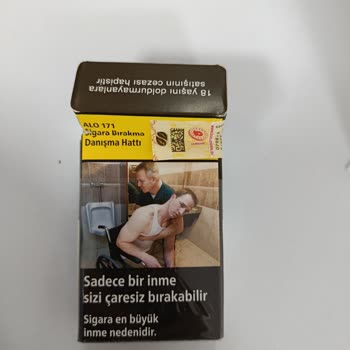 18 yaşını doldurmayanlara
satışının cezası hapistir
ALO 171
Sigara Bırakma
Danışma Hattı
Sadece bir inme
sizi çaresiz bırakabilir
Sigara en büyük
inme nedenidir.